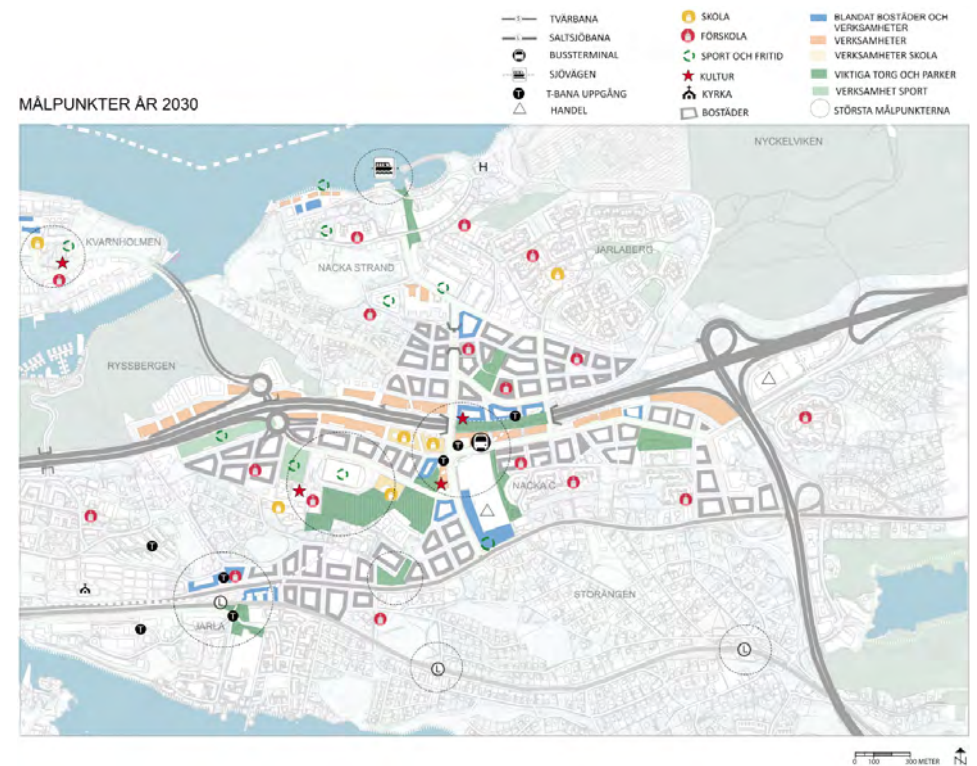 TVÄRBANA
SALTSJÖBANA
BUSSTERMINAL
SJÖVÄGEN
T
T-BANA UPPGÅNG
HANDEL
SKOLA
FÖRSKOLA
SPORT OCH FRITID
KULTUR
KYRKA
BOSTÄDER
BLANDAT BOSTÄDER OCH
VERKSAMHETER
VERKSAMHETER
VERKSAMHETER SKOLA
VIKTIGA TORG OCH PARKER
VERKSAMHET SPORT
STÖRSTA MÅLPUNKTERNA
MÅLPUNKTER ÅR 2030
NYCKELVIKEN
H
KVARNHOLMEN
JARLABERG
NACKA STRAND
RYSSBERGEN
T
T
T
NACKA C
T
T
STORÄNGEN
L
T
JARLA
T
L
L
0 100 300 METER
N